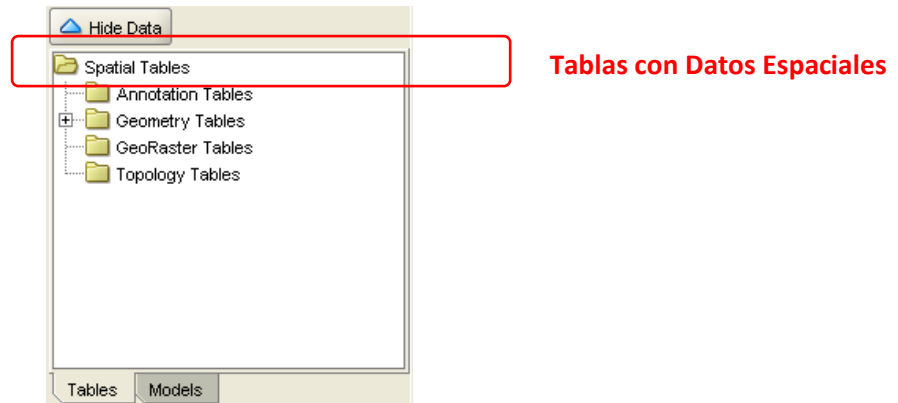 Hide Data
Spatial Tables
Tablas con Datos Espaciales
Annotation Tables
Geometry Tables
GeoRaster Tables
Topology Tables
Tables
Models